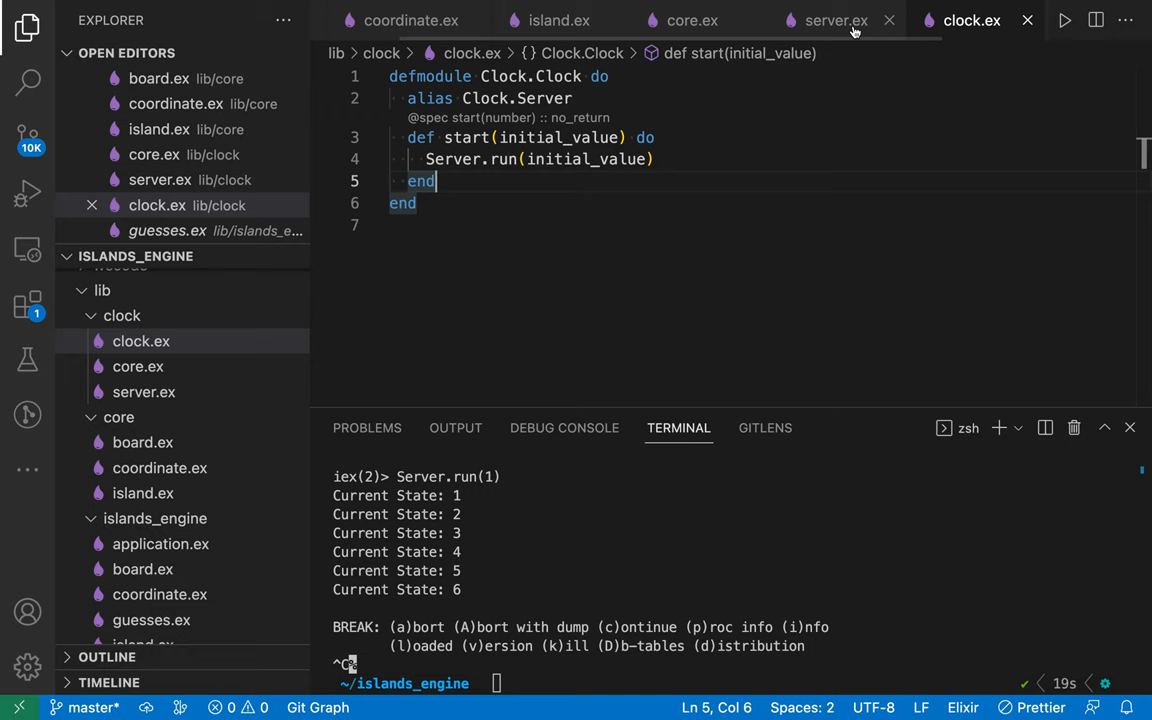 EXPLORER
coordinate.ex
island.ex
core.ex
server.ex
clock.ex
OPEN EDITORS
lib > clock > clock.ex > {} Clock.Clock > def start(initial_value)
board.ex lib/core
coordinate.ex lib/core
island.ex lib/core
core.ex lib/clock
server.ex lib/clock
clock.ex lib/clock
guesses.ex lib/islands_e...
10K
1
1 defmodule Clock.Clock do
2 alias Clock.Server
@spec start(number) :: no_return
3 def start(initial_value) do
4 Server.run(initial_value)
5 end
6 end
7
ISLANDS_ENGINE
lib
clock
clock.ex
core.ex
server.ex
core
board.ex
coordinate.ex
island.ex
islands_engine
application.ex
board.ex
coordinate.ex
guesses.ex
OUTLINE
TIMELINE
PROBLEMS
OUTPUT
DEBUG CONSOLE
TERMINAL
GITLENS
zsh
iex(2)> Server.run(1)
Current State: 1
Current State: 2
Current State: 3
Current State: 4
Current State: 5
Current State: 6
BREAK: (a)bort (A)bort with dump (c)ontinue (p)roc info (i)nfo
(l)oaded (v)ersion (k)ill (D)b-tables (d)istribution
^C%
~/islands_engine
19s
master*
0
0
Git Graph
Ln 5, Col 6
Spaces: 2
UTF-8
LF
Elixir
Prettier